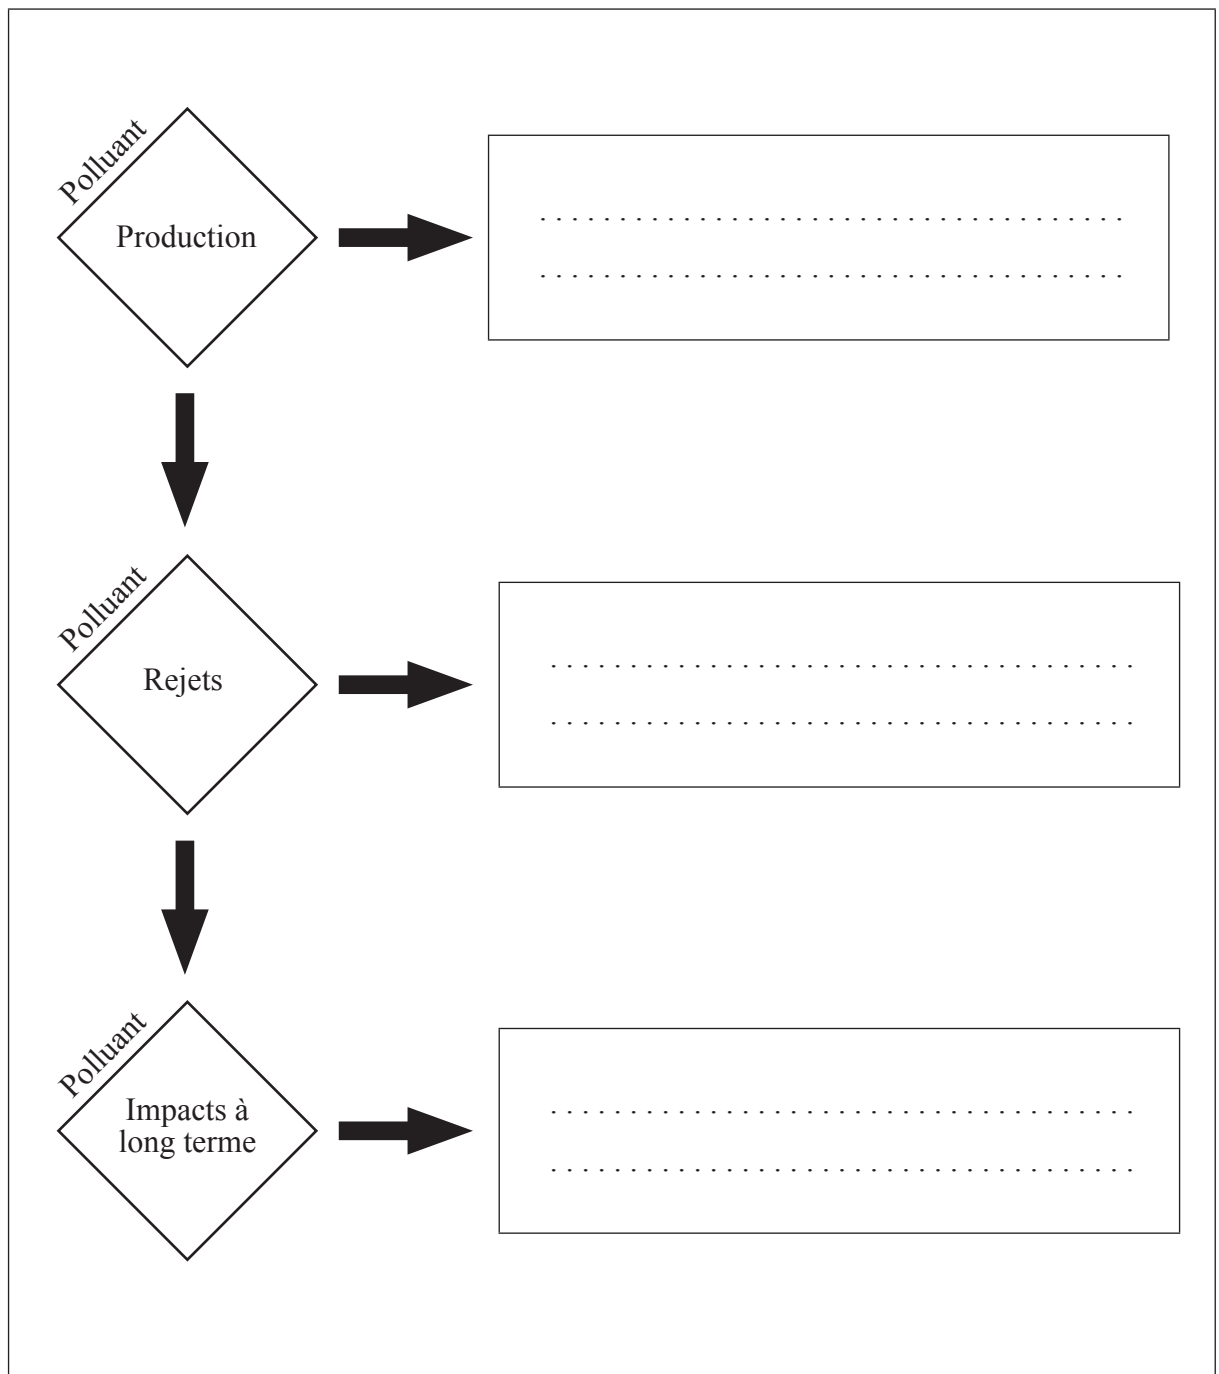 Polluant
Production
Polluant
Rejets
Polluant
Impacts à
long terme